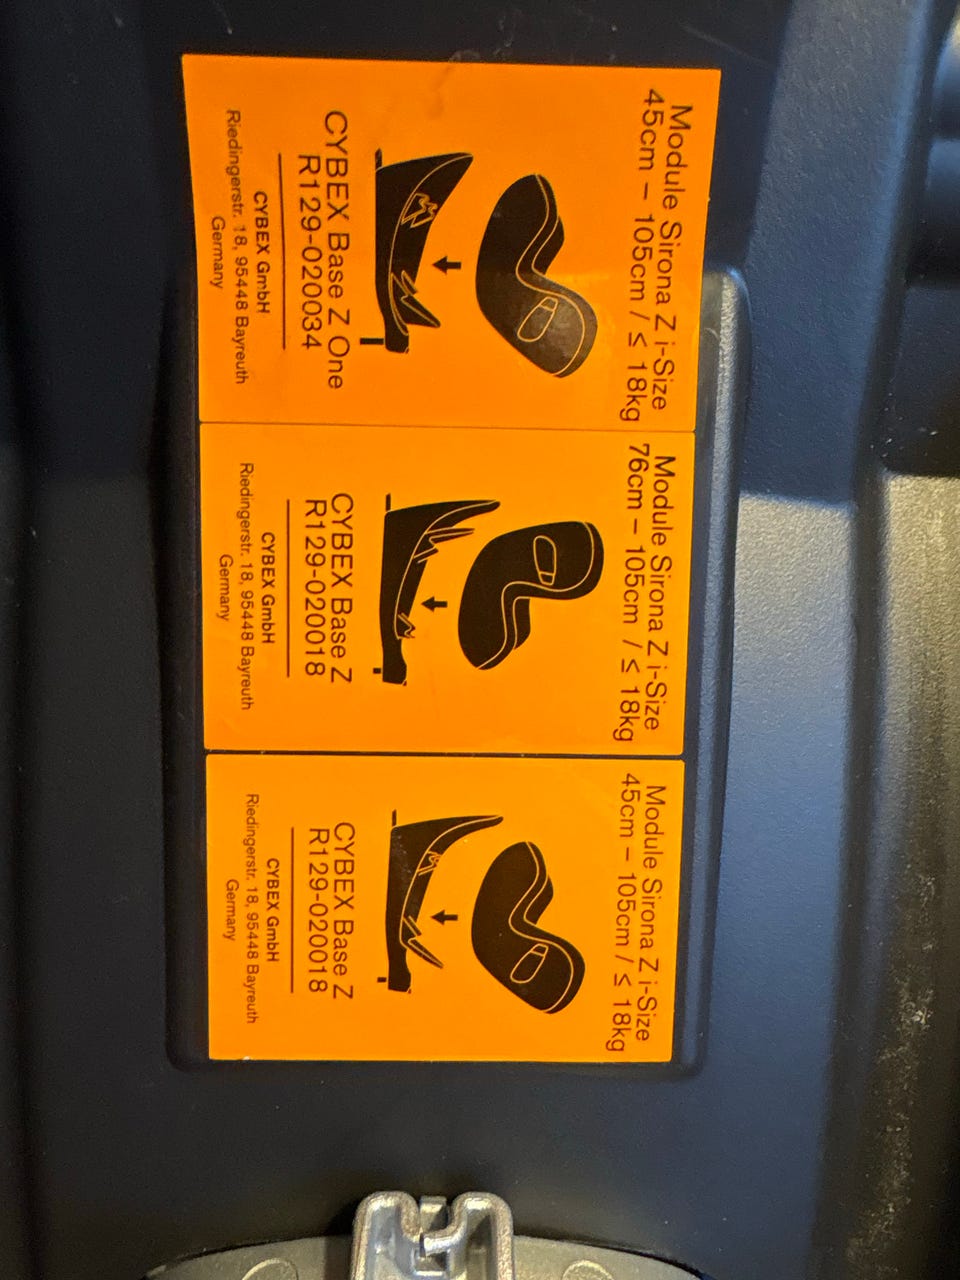 Module Sirona Z i-Size
45cm – 105cm / ≤ 18kg
CYBEX Base Z One
R129-020034
CYBEX GmbH
Riedingerstr. 18, 95448 Bayreuth
Germany
Module Sirona Z i-Size
76cm – 105cm / ≤ 18kg
CYBEX Base Z
R129-020018
CYBEX GmbH
Riedingerstr. 18, 95448 Bayreuth
Germany
Module Sirona Z i-Size
45cm – 105cm / ≤ 18kg
CYBEX Base Z
R129-020018
CYBEX GmbH
Riedingerstr. 18, 95448 Bayreuth
Germany